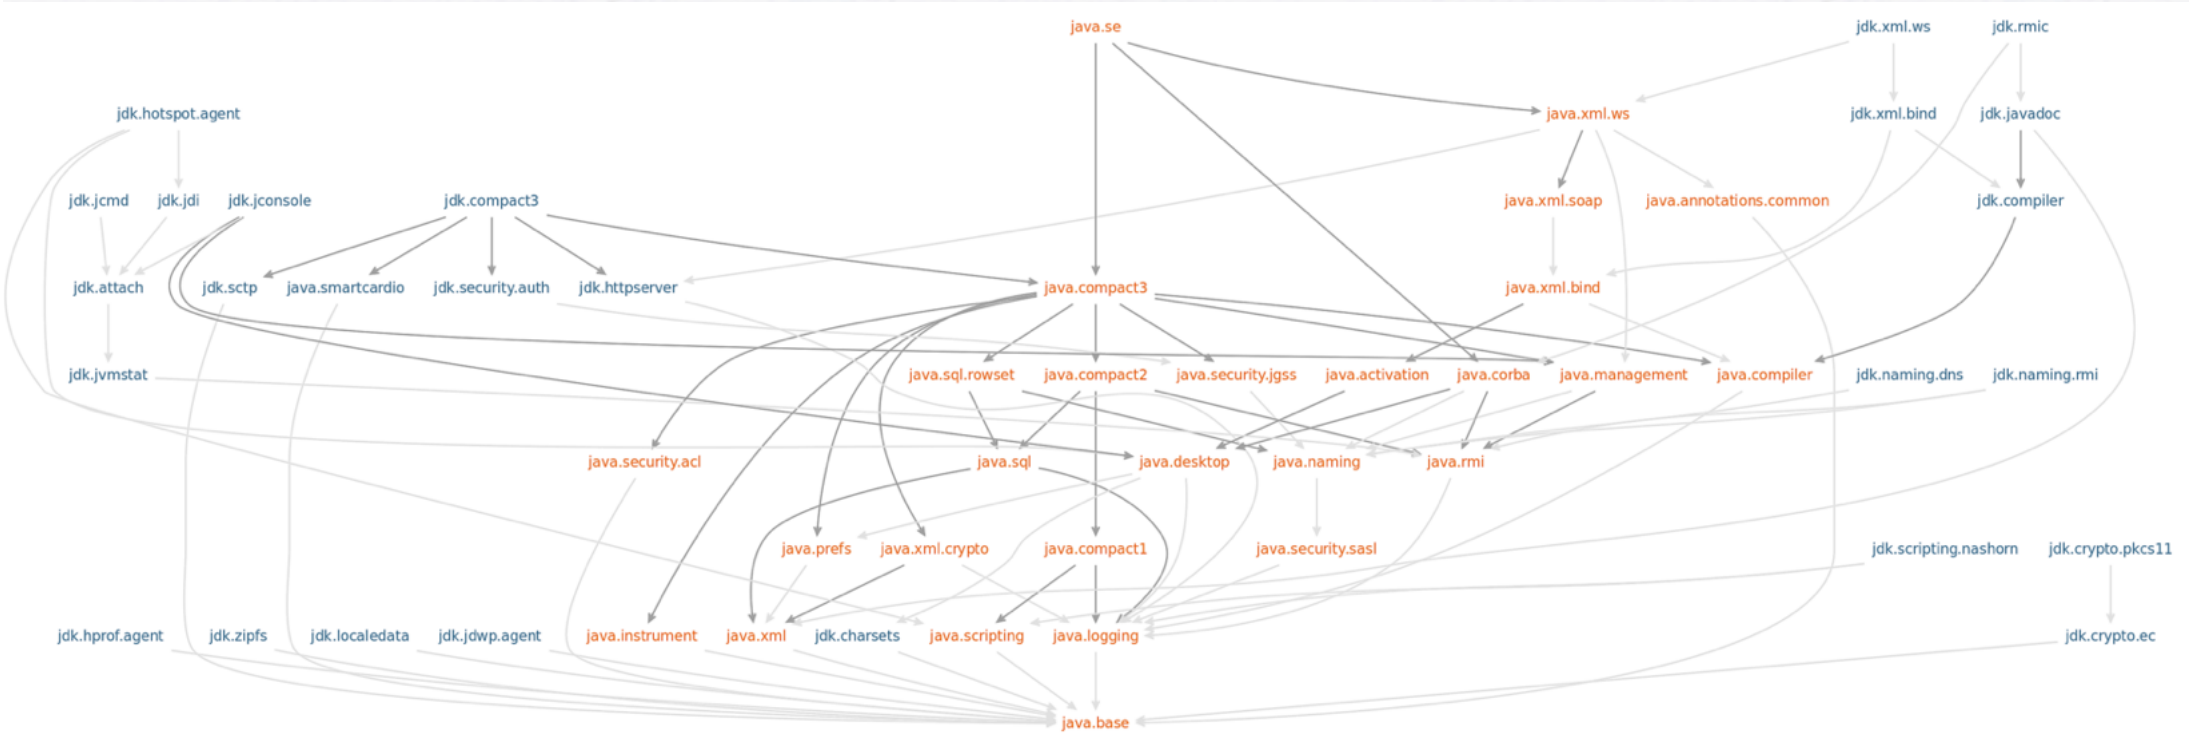 java.se jdk.xml.ws jdk.rmic
jdk.hotspot.agent java.xml.ws jdk.xml.bind jdk.javadoc
jdk.jcmd jdk.jdi jdk.jconsole jdk.compact3 java.xml.soap java.annotations.common jdk.compiler
jdk.attach jdk.sctp java.smartcardio jdk.security.auth jdk.httpserver java.compact3 java.xml.bind
jdk.jvmstat java.sql.rowset java.compact2 java.security.jgss java.activation java.corba java.management java.compiler jdk.naming.dns jdk.naming.rmi
java.security.acl java.sql java.desktop java.naming java.rmi
java.prefs java.xml.crypto java.compact1 java.security.sasl jdk.scripting.nashorn jdk.crypto.pkcs11
jdk.hprof.agent jdk.zipfs jdk.localedata jdk.jdwp.agent java.instrument java.xml jdk.charsets java.scripting java.logging jdk.crypto.ec
java.base